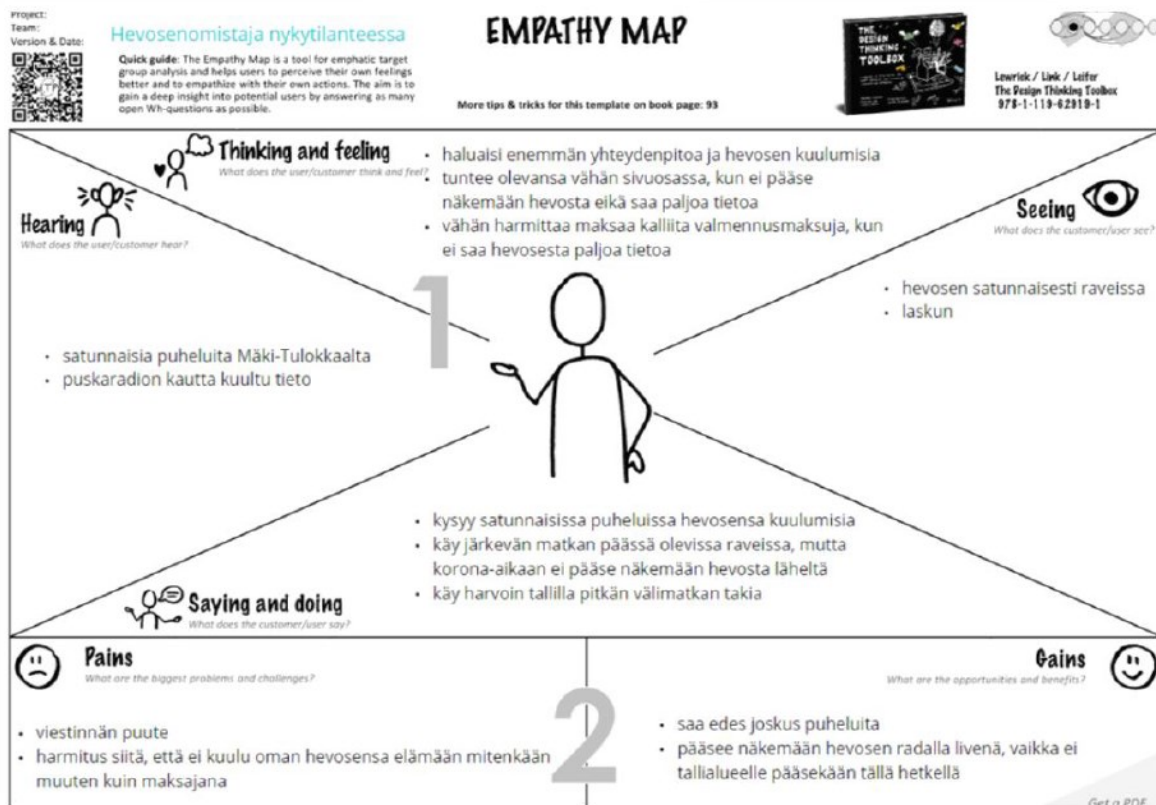 Project:
Team:
Version & Date:
Hevosenomistaja nykytilanteessa
Quick guide: The Empathy Map is a tool for emphatic target
group analysis and helps users to perceive their own feelings
better and to empathize with their own actions. The aim is to
gain a deep insight into potential users by answering as many
open Wh-questions as possible.
EMPATHY MAP
More tips & tricks for this template on book page: 93
THE
DESIGN
THINKING
TOOLBOX
Lewrick / Link / Leifer
The Design Thinking Toolbox
978-1-119-62919-1
Thinking and feeling
What does the user/customer think and feel?
• haluaisi enemmän yhteydenpitoa ja hevosen kuulumisia
• tuntee olevansa vähän sivuosassa, kun ei pääse
näkemään hevosta eikä saa paljoa tietoa
• vähän harmittaa maksaa kalliita valmennusmaksuja, kun
ei saa hevosesta paljoa tietoa
Hearing
What does the user/customer hear?
• satunnaisia puheluita Mäki-Tulokkaalta
• puskaradion kautta kuultu tieto
1
Seeing
What does the customer/user see?
• hevosen satunnaisesti raveissa
• laskun
• kysyy satunnaisissa puheluissa hevosensa kuulumisia
• käy järkevän matkan päässä olevissa raveissa, mutta
korona-aikaan ei pääse näkemään hevosta läheltä
• käy harvoin tallilla pitkän välimatkan takia
Saying and doing
What does the customer/user say?
Pains
What are the biggest problems and challenges?
• viestinnän puute
• harmitus siitä, että ei kuulu oman hevosensa elämään mitenkään
muuten kuin maksajana
2
Gains
What are the opportunities and benefits?
• saa edes joskus puheluita
• pääsee näkemään hevosen radalla livenä, vaikka ei
tallialueelle pääsekään tällä hetkellä
Get a PDF